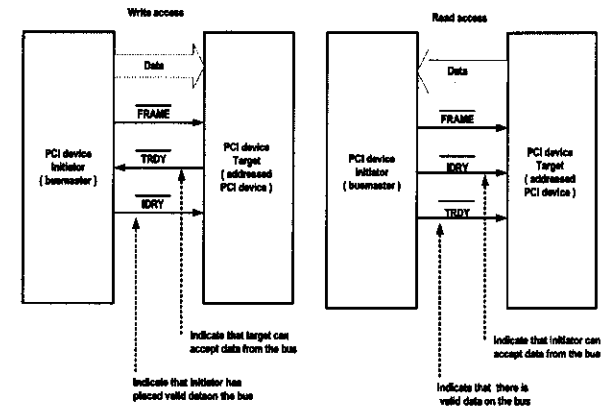 Write access
Data
FRAME
TRDY
IDRY
PCI device
Initiator
( busmaster )
PCI device
Target
( addressed
PCI device )
Indicate that target can
accept data from the bus
Indicate that Initiator has
placed valid dataon the bus
Read access
Data
FRAME
IDRY
TRDY
PCI device
Initiator
( busmaster )
PCI device
Target
( addressed
PCI device )
Indicate that initiator can
accept data from the bus
Indicate that there is
valid data on the bus